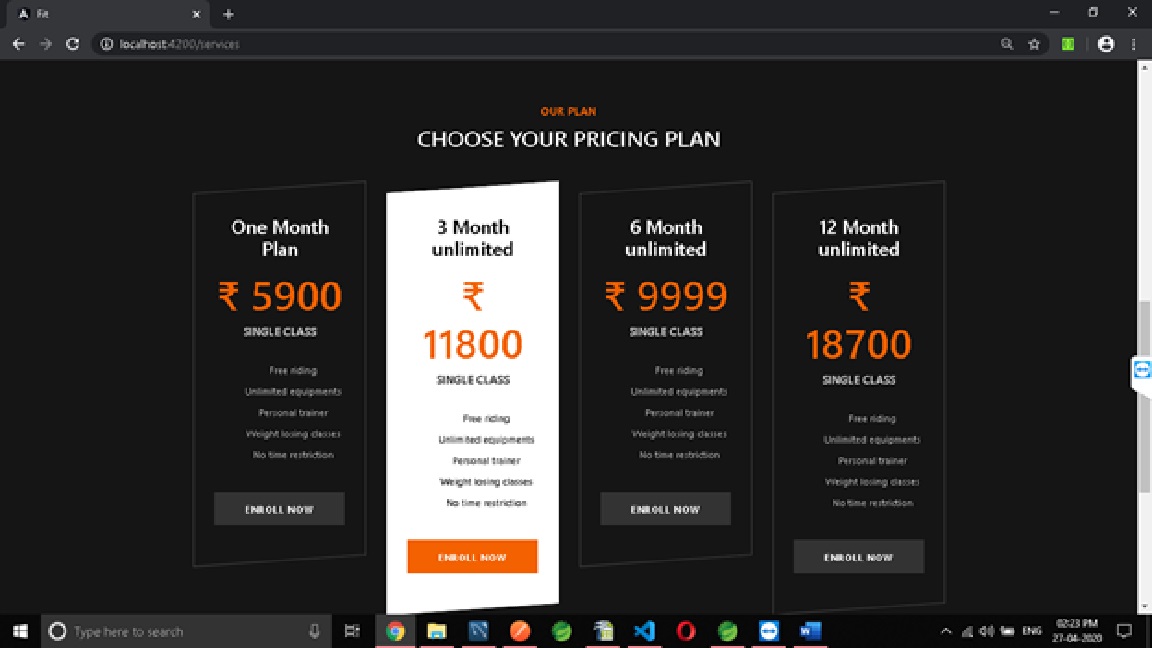 Fit
localhost:4200/services
OUR PLAN
CHOOSE YOUR PRICING PLAN
One Month
Plan
₹ 5900
SINGLE CLASS
Free riding
Unlimited equipments
Personal trainer
Weight losing classes
No time restriction
ENROLL NOW
3 Month
unlimited
₹
11800
SINGLE CLASS
Free riding
Unlimited equipments
Personal trainer
Weight losing classes
No time restriction
ENROLL NOW
6 Month
unlimited
₹ 9999
SINGLE CLASS
Free riding
Unlimited equipments
Personal trainer
Weight losing classes
No time restriction
ENROLL NOW
12 Month
unlimited
₹
18700
SINGLE CLASS
Free riding
Unlimited equipments
Personal trainer
Weight losing classes
No time restriction
ENROLL NOW
Type here to search
ENG
02:23 PM
27-04-2020